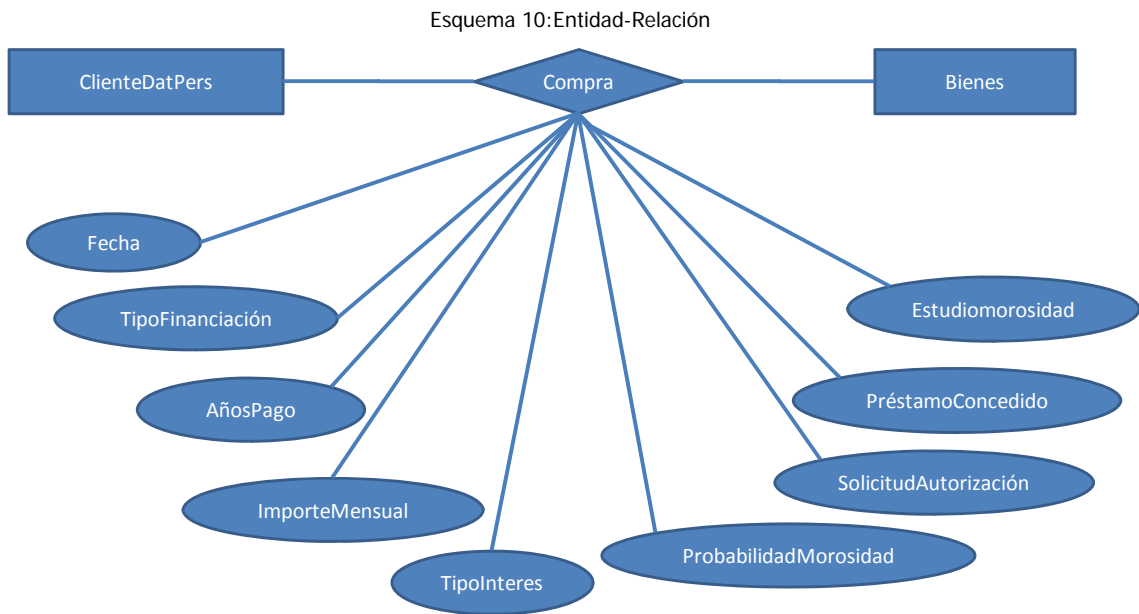 Esquema 10:Entidad-Relación
ClienteDatPers
Compra
Bienes
Fecha
TipoFinanciación
AñosPago
ImporteMensual
TipoInteres
ProbabilidadMorosidad
SolicitudAutorización
PréstamoConcedido
Estudiomorosidad